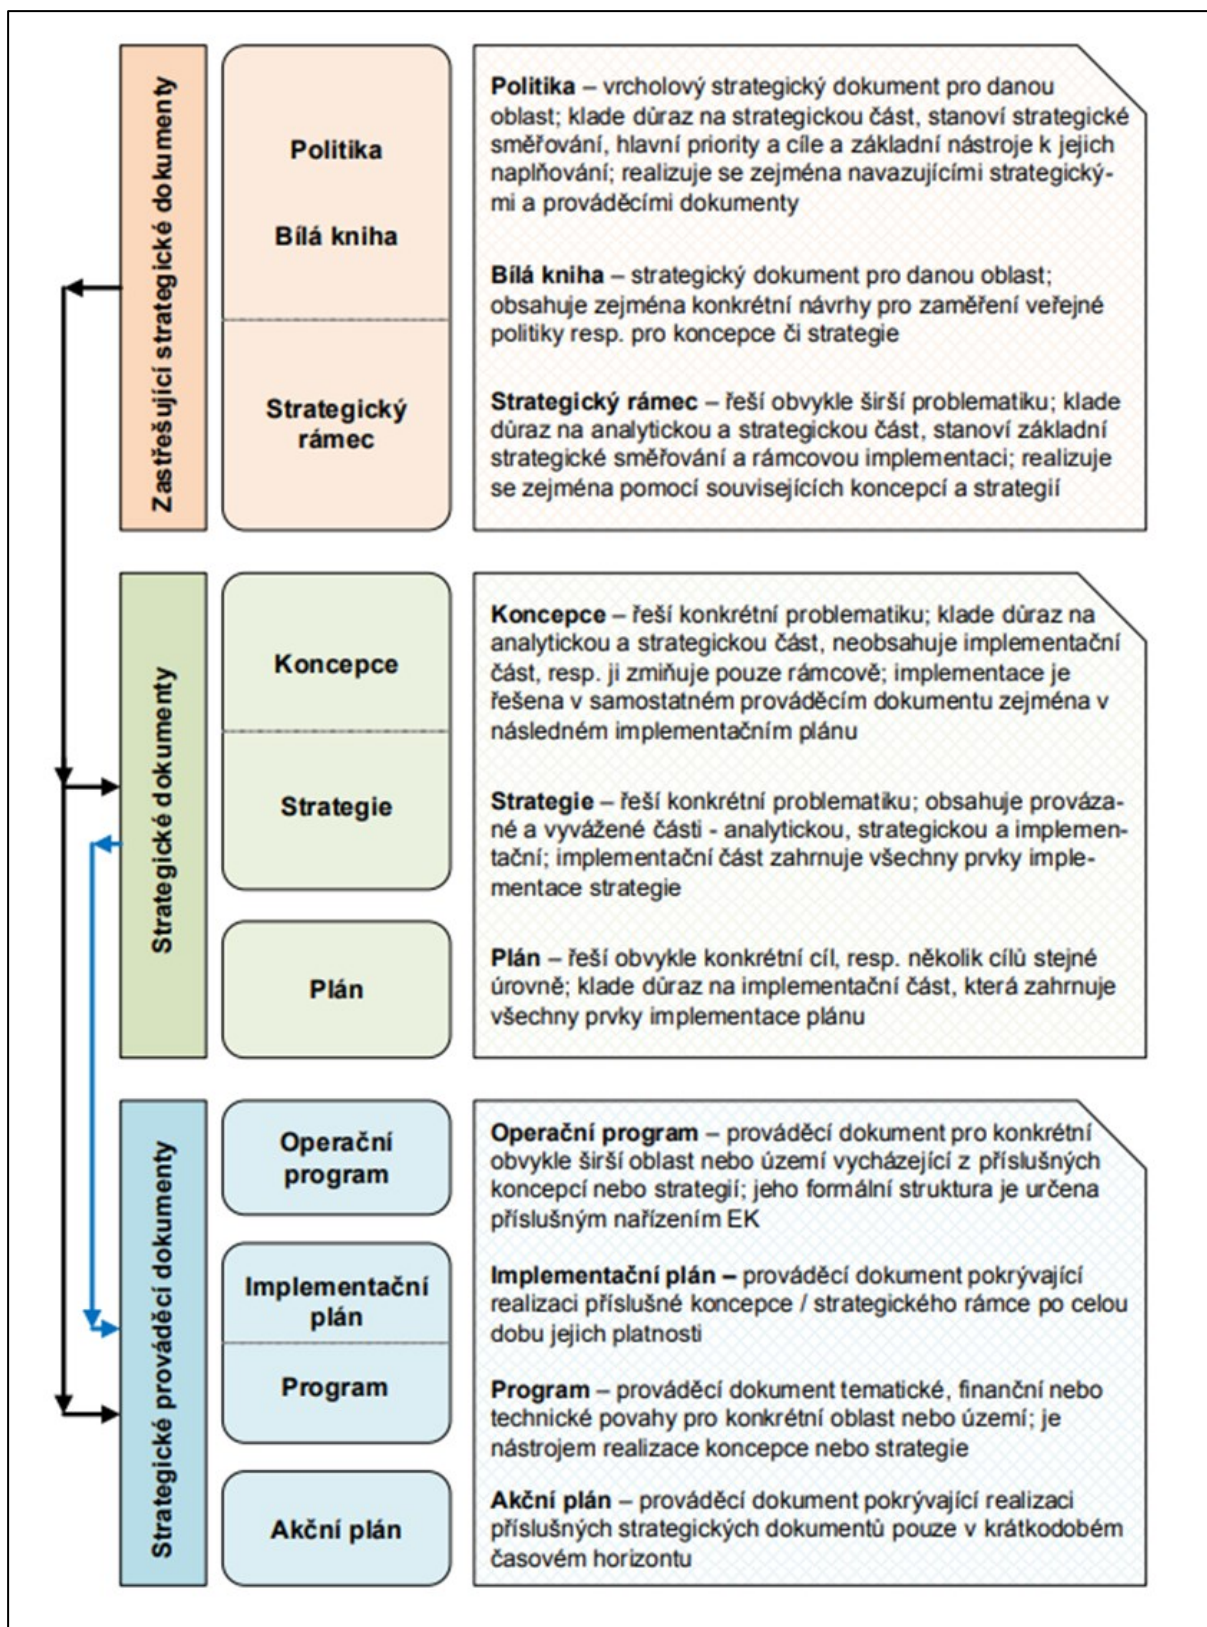 Zastřešující strategické dokumenty
Politika
Bílá kniha
Strategický
rámec
Politika – vrcholový strategický dokument pro danou
oblast; klade důraz na strategickou část, stanoví strategické
směřování, hlavní priority a cíle a základní nástroje k jejich
naplňování; realizuje se zejména navazujícími strategický-
mi a prováděcími dokumenty
Bílá kniha – strategický dokument pro danou oblast;
obsahuje zejména konkrétní návrhy pro zaměření veřejné
politiky resp. pro koncepce či strategie
Strategický rámec – řeší obvykle širší problematiku; klade
důraz na analytickou a strategickou část, stanoví základní
strategické směřování a rámcovou implementaci; realizuje
se zejména pomocí souvisejících koncepcí a strategií
Strategické dokumenty
Koncepce
Strategie
Plán
Koncepce – řeší konkrétní problematiku; klade důraz na
analytickou a strategickou část, neobsahuje implementační
část, resp. ji zmiňuje pouze rámcově; implementace je
řešena v samostatném prováděcím dokumentu zejména v
následném implementačním plánu
Strategie – řeší konkrétní problematiku; obsahuje prováza-
né a vyvážené části - analytickou, strategickou a implemen-
tační; implementační část zahrnuje všechny prvky imple-
mentace strategie
Plán – řeší obvykle konkrétní cíl, resp. několik cílů stejné
úrovně; klade důraz na implementační část, která zahrnuje
všechny prvky implementace plánu
Strategické prováděcí dokumenty
Operační
program
Implementační
plán
Program
Akční plán
Operační program – prováděcí dokument pro konkrétní
obvykle širší oblast nebo území vycházející z příslušných
koncepcí nebo strategií; jeho formální struktura je určena
příslušným nařízením EK
Implementační plán – prováděcí dokument pokrývající
realizaci příslušné koncepce / strategického rámce po celou
dobu jejich platnosti
Program – prováděcí dokument tematické, finanční nebo
technické povahy pro konkrétní oblast nebo území; je
nástrojem realizace koncepce nebo strategie
Akční plán – prováděcí dokument pokrývající realizaci
příslušných strategických dokumentů pouze v krátkodobém
časovém horizontu